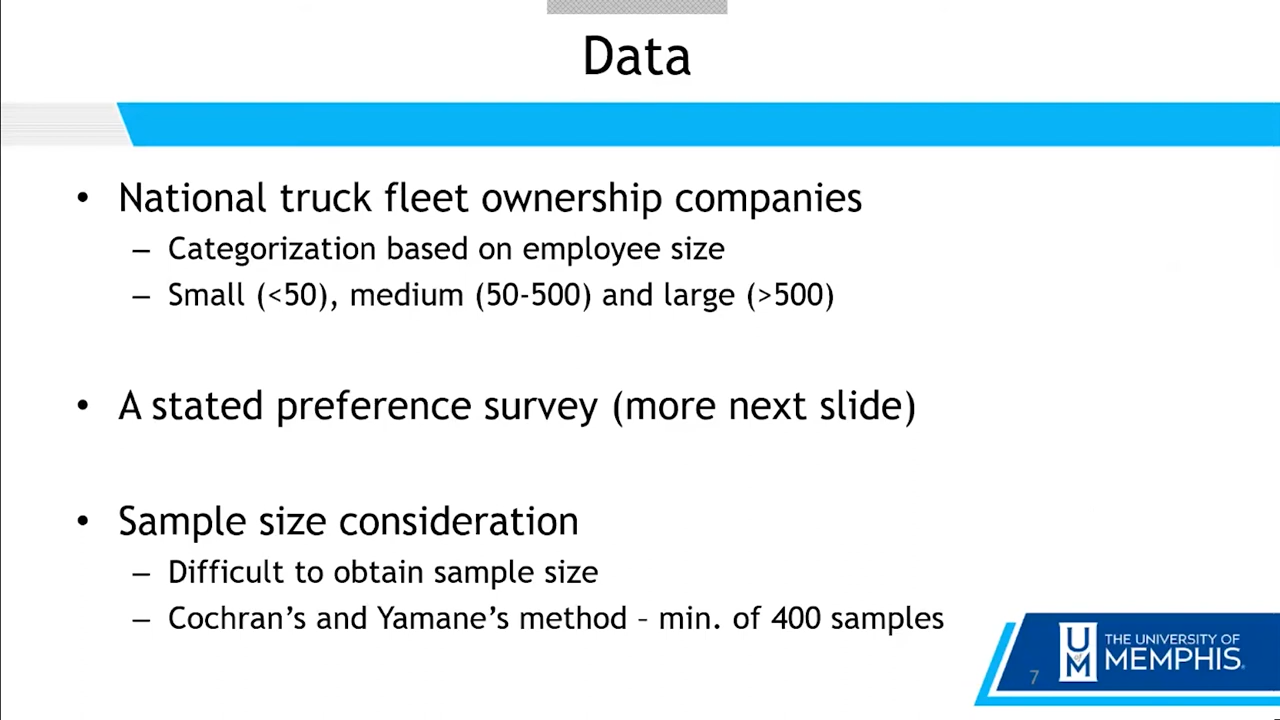 Data
• National truck fleet ownership companies
– Categorization based on employee size
– Small (<50), medium (50-500) and large (>500)
• A stated preference survey (more next slide)
• Sample size consideration
– Difficult to obtain sample size
– Cochran’s and Yamane’s method – min. of 400 samples
7
U
of
M
THE UNIVERSITY OF
MEMPHIS.